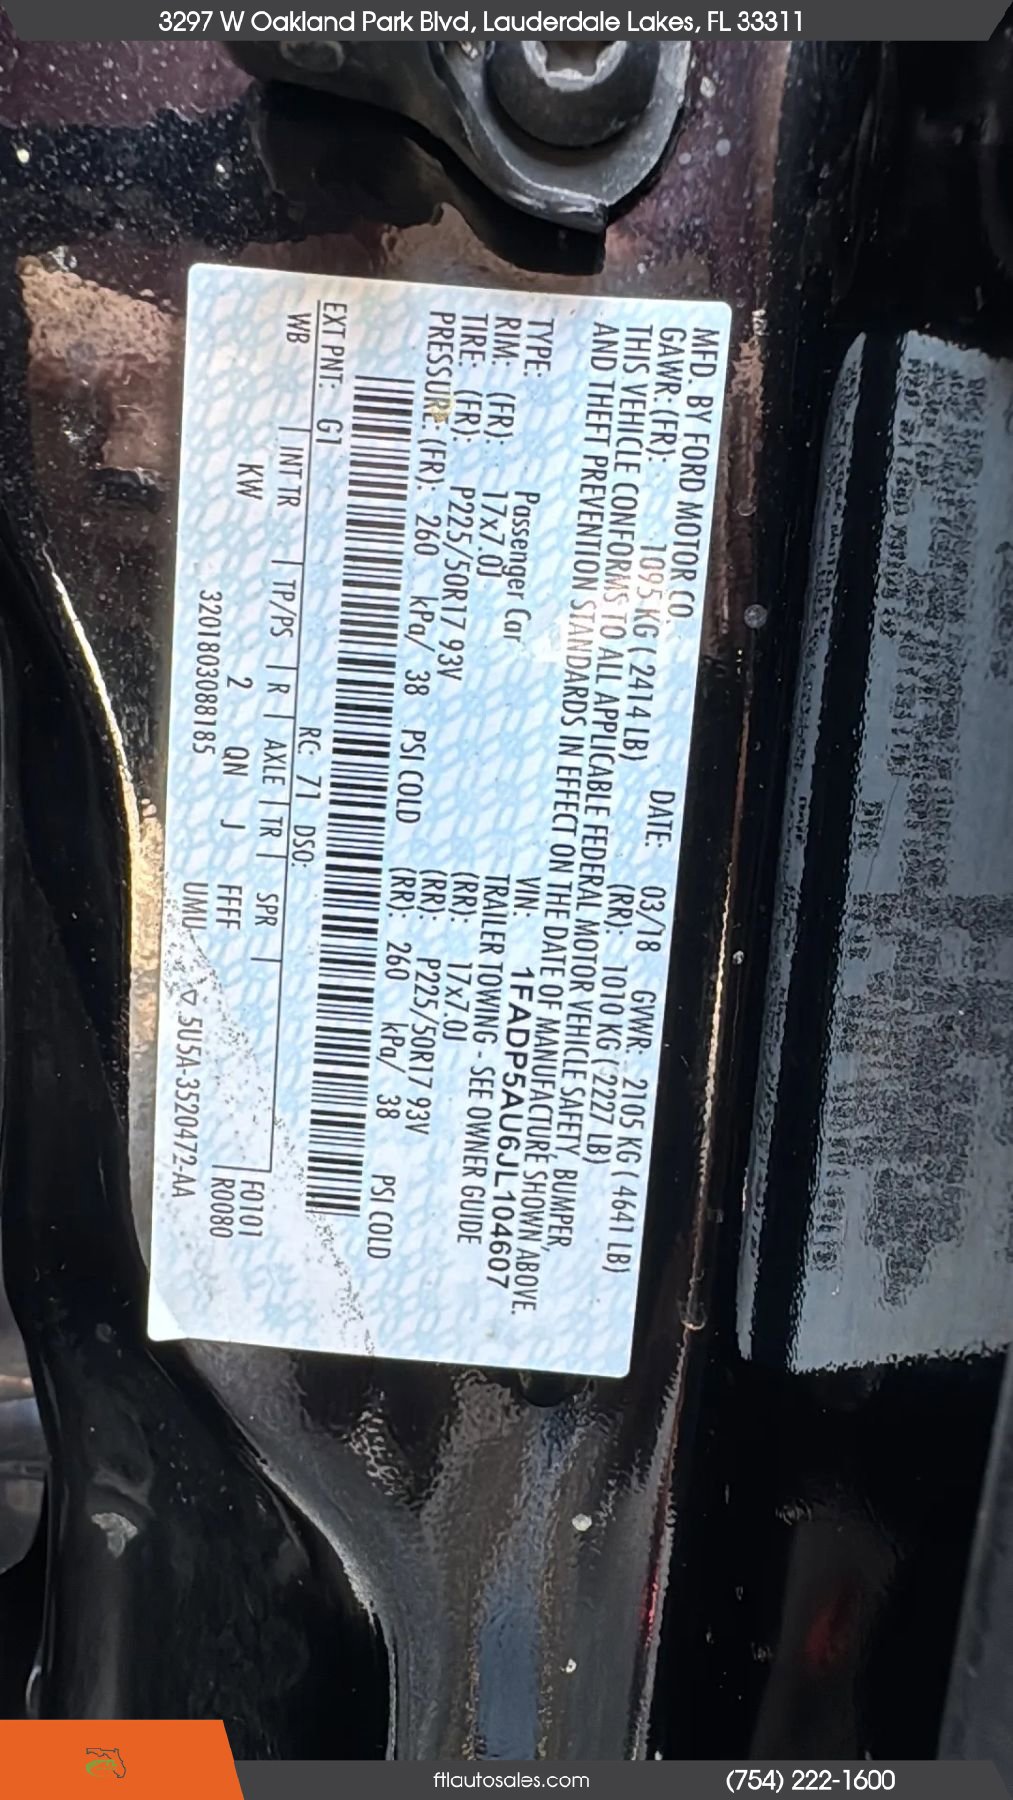 3297 W Oakland Park Blvd, Lauderdale Lakes, FL 33311
MFD. BY FORD MOTOR CO. DATE: 03/18 GVWR: 2105 KG ( 4641 LB)
GAWR: (FR): 1095 KG ( 2414 LB) (RR): 1010 KG ( 2227 LB)
THIS VEHICLE CONFORMS TO ALL APPLICABLE FEDERAL MOTOR VEHICLE SAFETY, BUMPER,
AND THEFT PREVENTION STANDARDS IN EFFECT ON THE DATE OF MANUFACTURE SHOWN ABOVE.
VIN: 1FADP5AU6JL104607
TYPE: Passenger Car TRAILER TOWING - SEE OWNER GUIDE
RIM: (FR): 17x7.0J (RR): 17x7.0J
TIRE: (FR): P225/50R17 93V (RR): P225/50R17 93V
PRESSURE: (FR): 260 kPa/ 38 PSI COLD (RR): 260 kPa/ 38 PSI COLD
EXT PNT: G1 RC: 71 DSO: F0101
WB | INT TR | TP/PS | R | AXLE | TR | SPR | R0080
KW 2 QN J FFFF
3201803088185 UMU ▽ 5U5A-3520472-AA
ftlautosales.com
(754) 222-1600